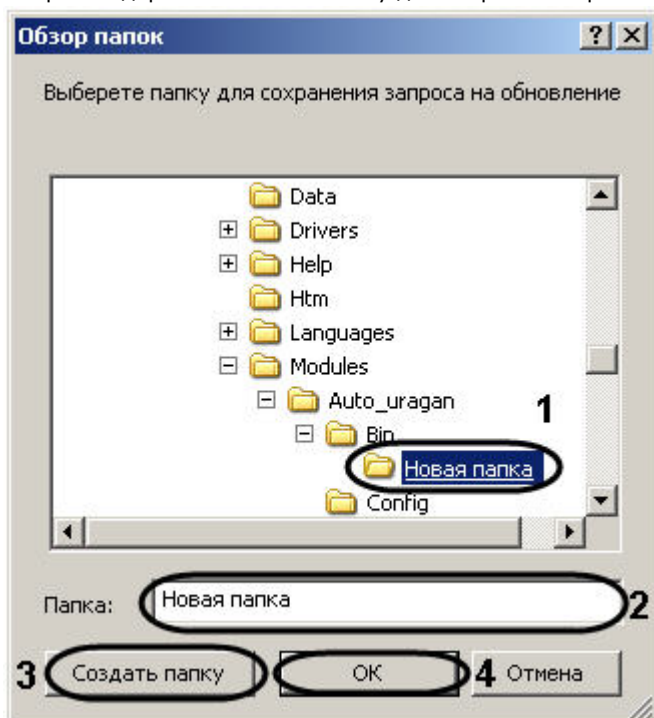 Обзор папок
Выберете папку для сохранения запроса на обновление
Data
Drivers
Help
Htm
Languages
Modules
Auto_uragan
1
Bin
Новая папка
Config
Папка: Новая папка 2
3 Создать папку OK 4 Отмена